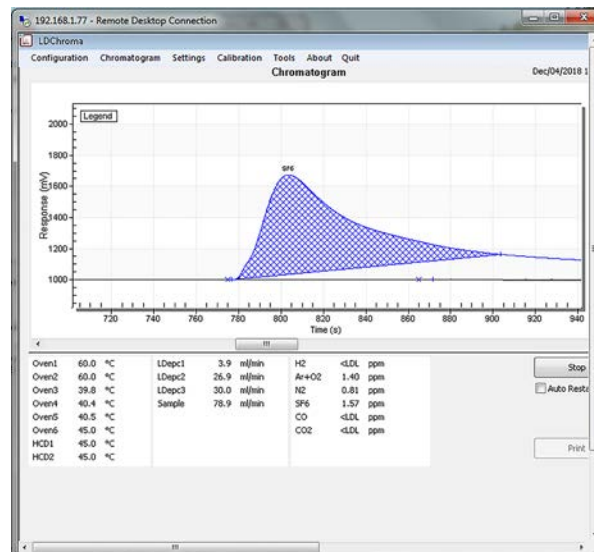 192.168.1.77 - Remote Desktop Connection
LDChroma
Configuration Chromatogram Settings Calibration Tools About Quit
Chromatogram Dec/04/2018 1
Legend
SF6
Response (mV)
2000
1800
1600
1400
1200
1000
720 740 760 780 800 820 840 860 880 900 920 940
Time (s)
Oven1 60.0 °C LDepc1 3.9 ml/min H2 <LDL ppm
Oven2 60.0 °C LDepc2 26.9 ml/min Ar+O2 1.40 ppm
Oven3 39.8 °C LDepc3 30.0 ml/min N2 0.81 ppm
Oven4 40.4 °C Sample 78.9 ml/min SF6 1.57 ppm
Oven5 40.5 °C CO <LDL ppm
Oven6 45.0 °C CO2 <LDL ppm
HCD1 45.0 °C
HCD2 45.0 °C
Stop
Auto Resta
Print